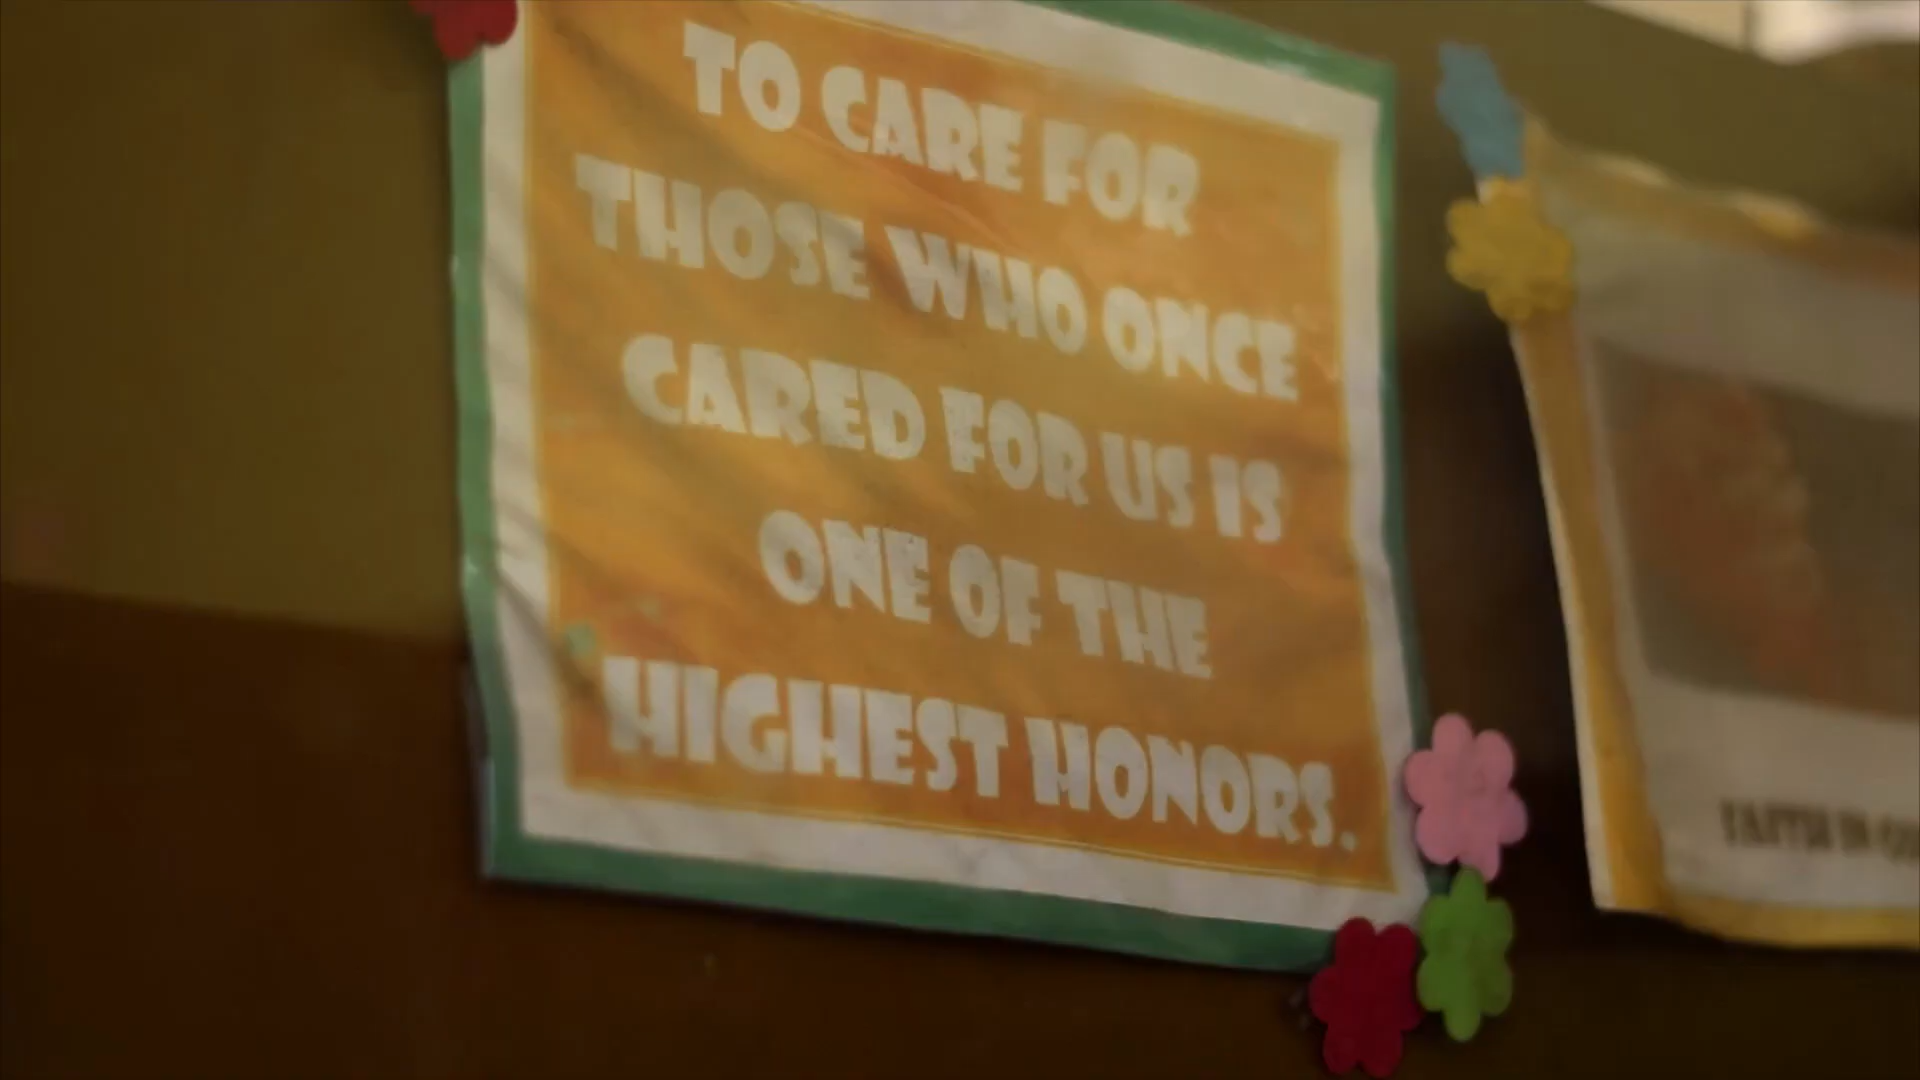 TO CARE FOR
THOSE WHO ONCE
CARED FOR US IS
ONE OF THE
HIGHEST HONORS.